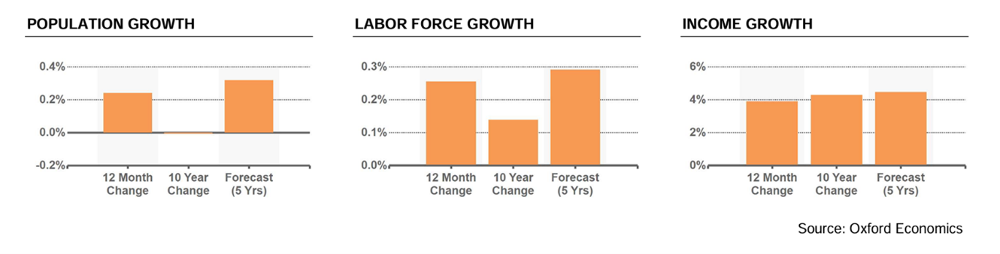 POPULATION GROWTH
0.4%
0.2%
0.0%
-0.2%
12 Month
Change
10 Year
Change
Forecast
(5 Yrs)
LABOR FORCE GROWTH
0.3%
0.2%
0.1%
0.0%
12 Month
Change
10 Year
Change
Forecast
(5 Yrs)
INCOME GROWTH
6%
4%
2%
0%
12 Month
Change
10 Year
Change
Forecast
(5 Yrs)
Source: Oxford Economics